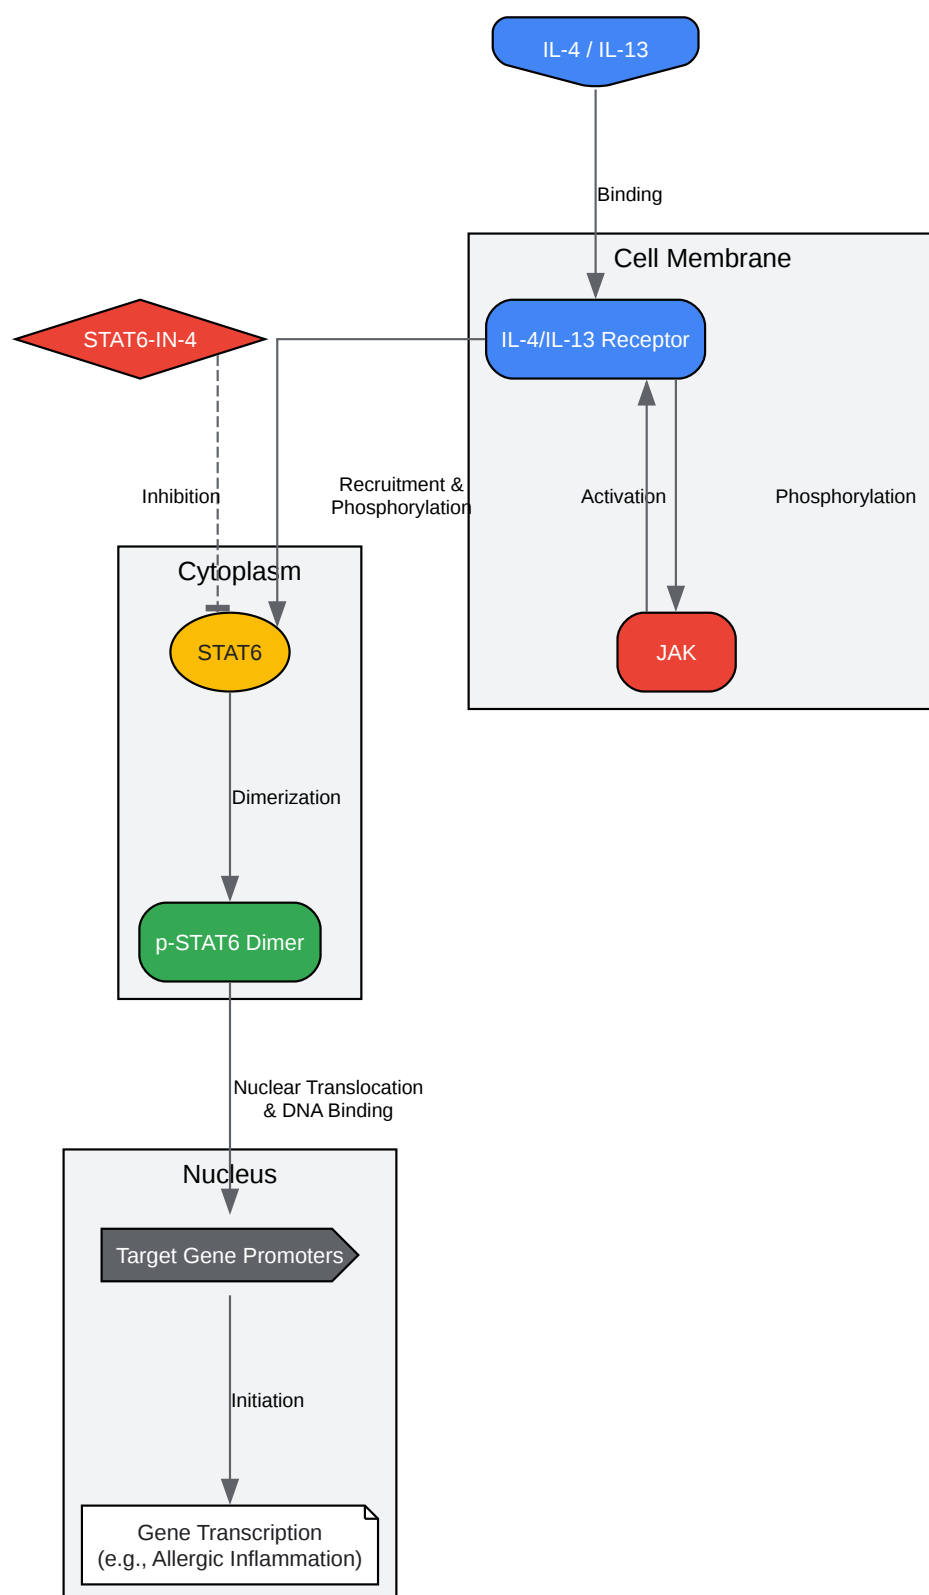 IL-4 / IL-13
Binding
Cell Membrane
STAT6-IN-4
IL-4/IL-13 Receptor
Inhibition
Recruitment &
Phosphorylation
Activation
Phosphorylation
Cytoplasm
STAT6
JAK
Dimerization
p-STAT6 Dimer
Nuclear Translocation
& DNA Binding
Nucleus
Target Gene Promoters
Initiation
Gene Transcription
(e.g., Allergic Inflammation)